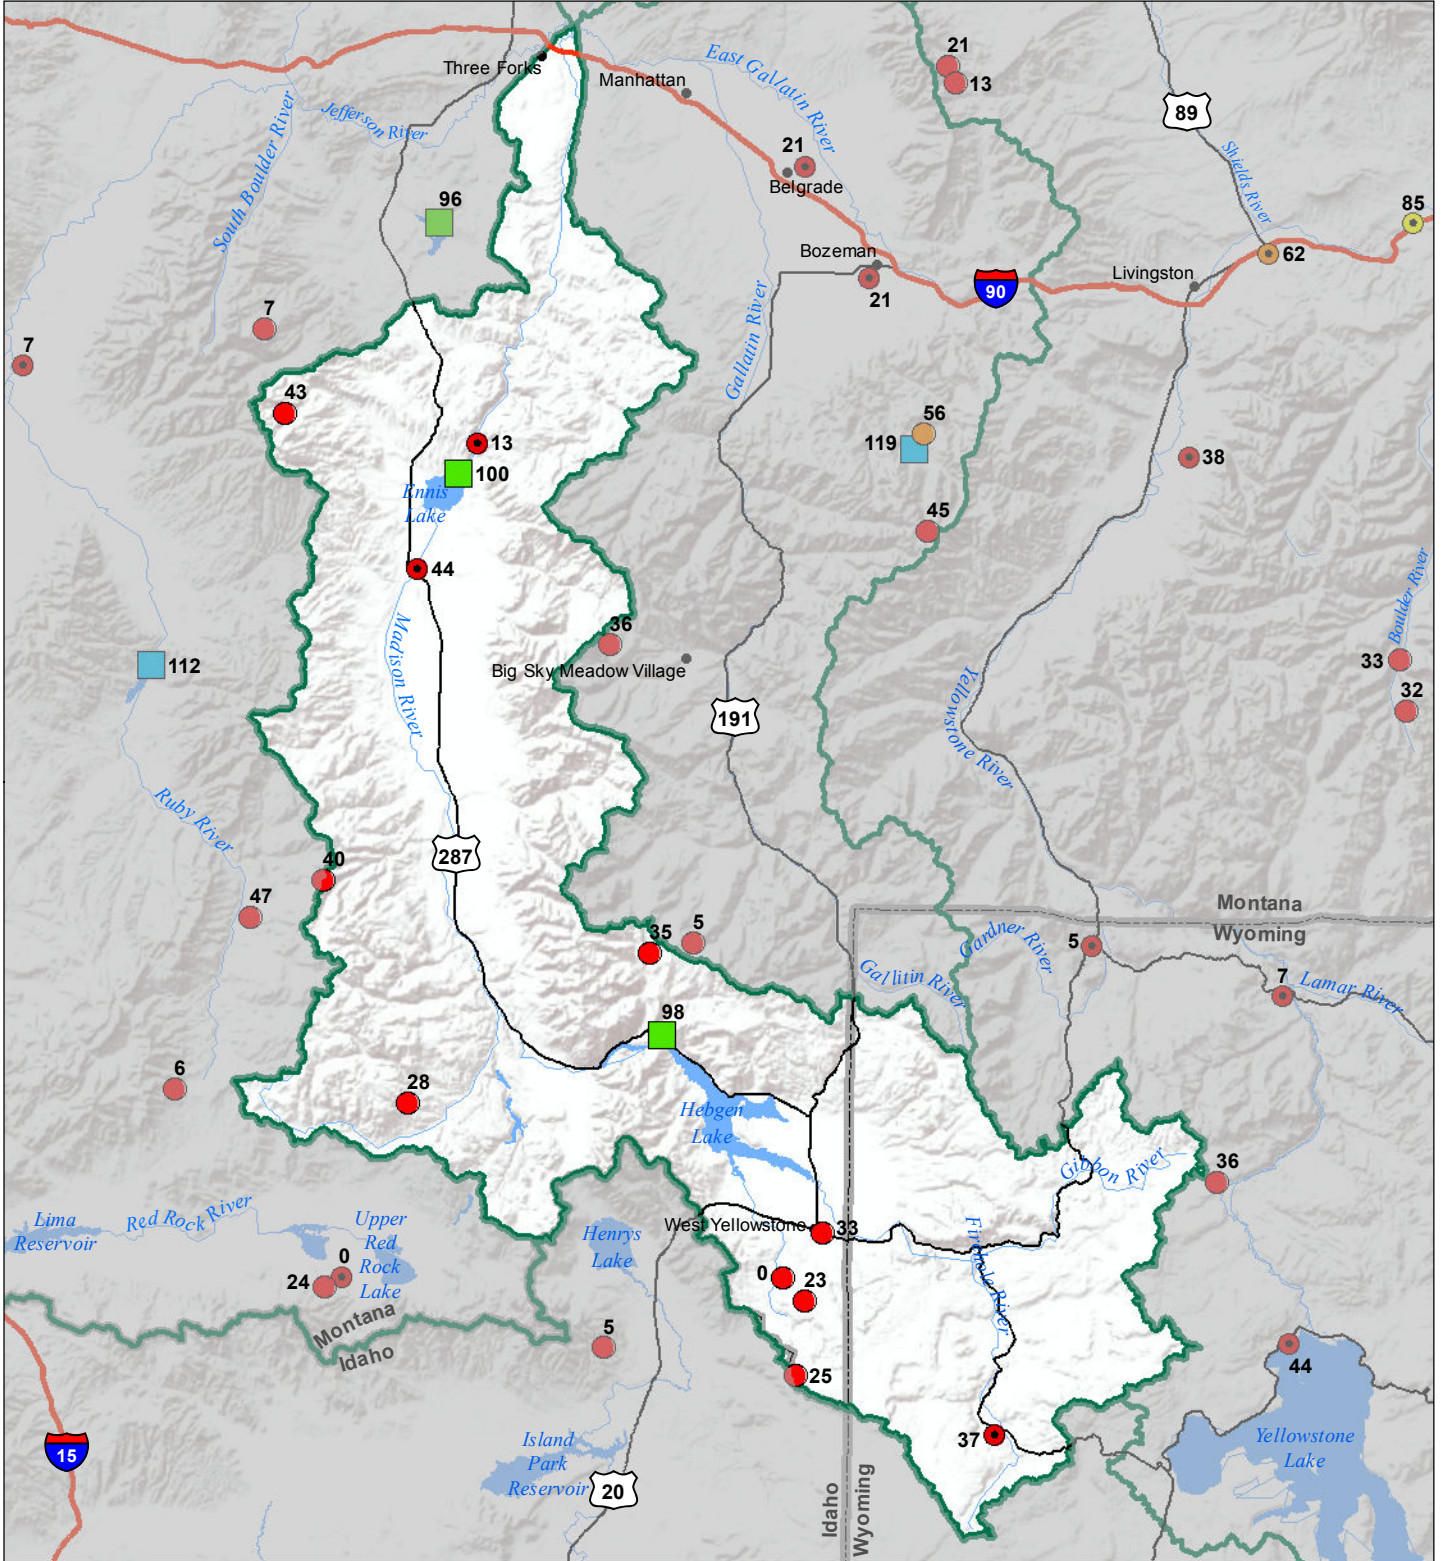 21
13
89
Three Forks
Manhattan
East Gallatin River
Jefferson River
South Boulder River
Shields River
21
Belgrade
96
85
Bozeman
62
Livingston
21
90
7
7
Gallatin River
43
56
13
119
100
38
Ennis
Lake
45
44
Boulder River
36
Madison River
Big Sky Meadow Village
33
112
32
191
Yellowstone River
Ruby River
287
40
47
Montana
Wyoming
35
5
5
Gardner River
Gallitin River
7
Lamar River
98
6
28
Hebgen
Lake
Gibbon River
36
Lima
Reservoir
Red Rock River
Upper
Red
Rock
Lake
Henrys
Lake
West Yellowstone
33
Firehole River
0
24
0
23
Montana
Idaho
5
44
25
15
37
Island
Park
Reservoir
20
Yellowstone
Lake
Idaho
Wyoming